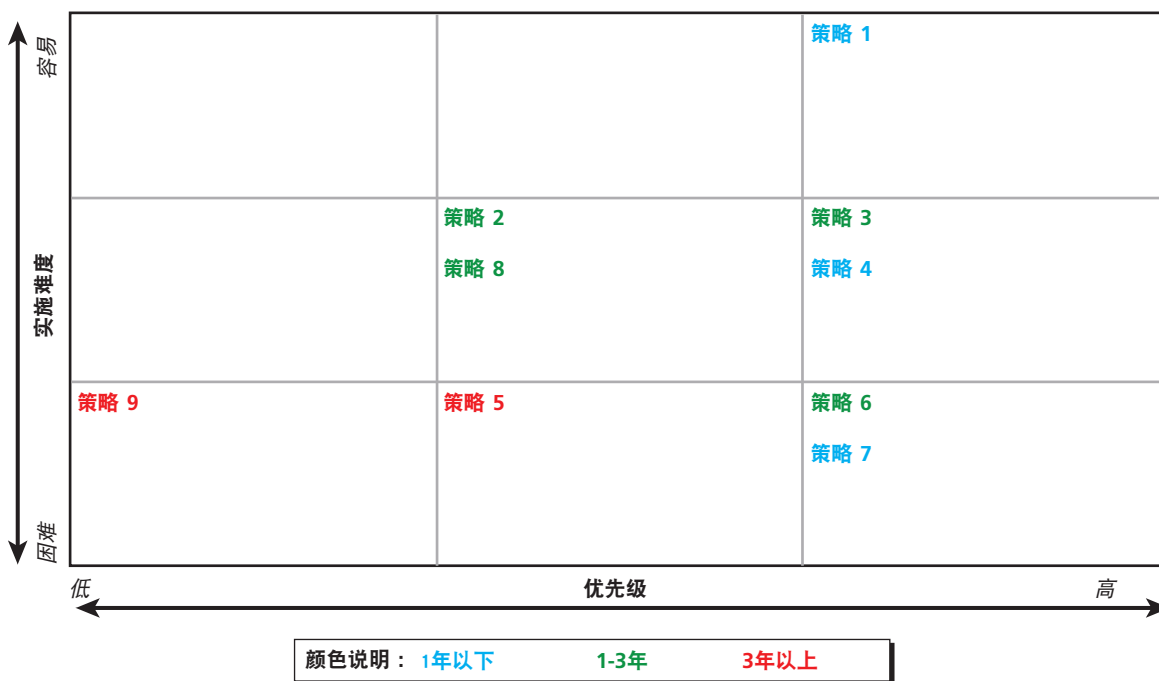 容易
策略 1
实施难度
策略 2
策略 3
策略 8
策略 4
策略 9
策略 5
策略 6
策略 7
困难
低
优先级
高
颜色说明： 1年以下 1-3年 3年以上